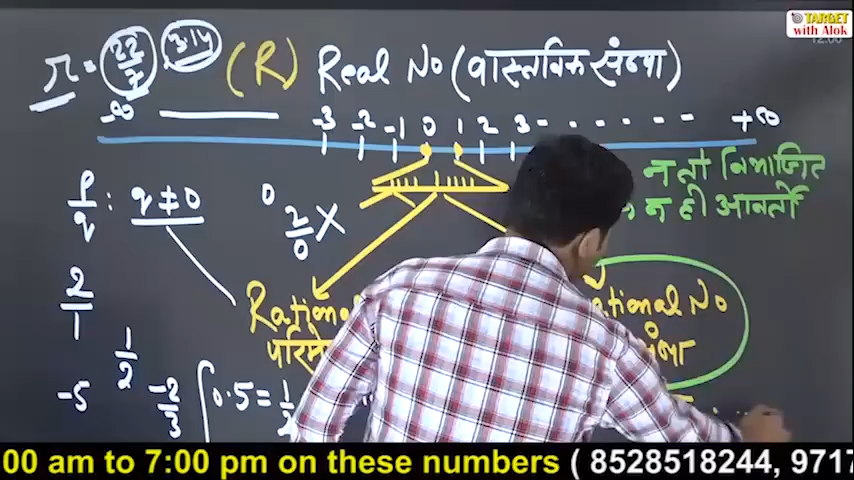 TARGET
with Alok
π = 22/7 3.14 (R) Real No (वास्तविक संख्या)
-∞ -3 -2 -1 0 1 2 3 - - - - - - +∞
न तो विभाजित
न ही आवर्ती
p/q : q ≠ 0
0 2/0 X
2/1
Rational
ational No
1/2
-5
-2/3
0.5 = 1/2
00 am to 7:00 pm on these numbers ( 8528518244, 9717